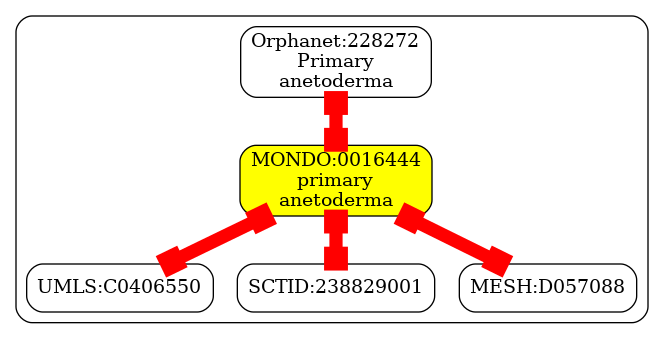 Orphanet:228272
Primary
anetoderma
MONDO:0016444
primary
anetoderma
UMLS:C0406550
SCTID:238829001
MESH:D057088